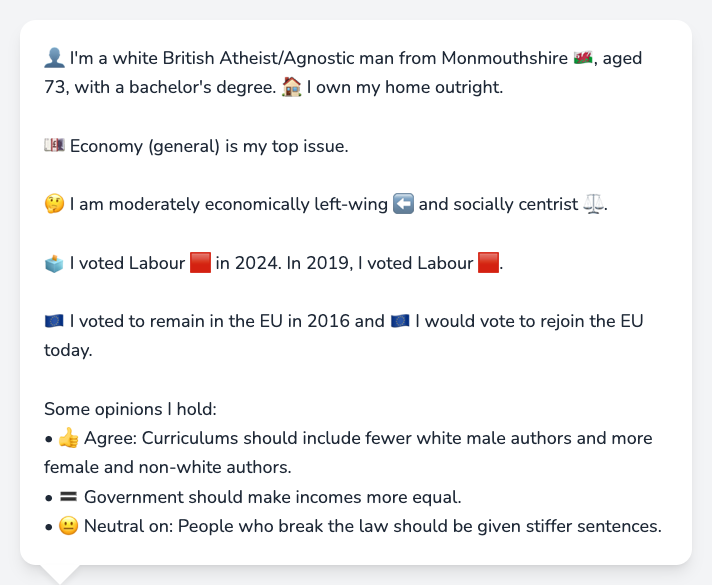 👤 I'm a white British Atheist/Agnostic man from Monmouthshire 🏴󠁧󠁢󠁷󠁬󠁳󠁿, aged
73, with a bachelor's degree. 🏠 I own my home outright.
💷 Economy (general) is my top issue.
🤔 I am moderately economically left-wing ⬅️ and socially centrist ⚖️.
🗳️ I voted Labour 🟥 in 2024. In 2019, I voted Labour 🟥.
🇪🇺 I voted to remain in the EU in 2016 and 🇪🇺 I would vote to rejoin the EU
today.
Some opinions I hold:
• 👍 Agree: Curriculums should include fewer white male authors and more
female and non-white authors.
• 🟰 Government should make incomes more equal.
• 😐 Neutral on: People who break the law should be given stiffer sentences.